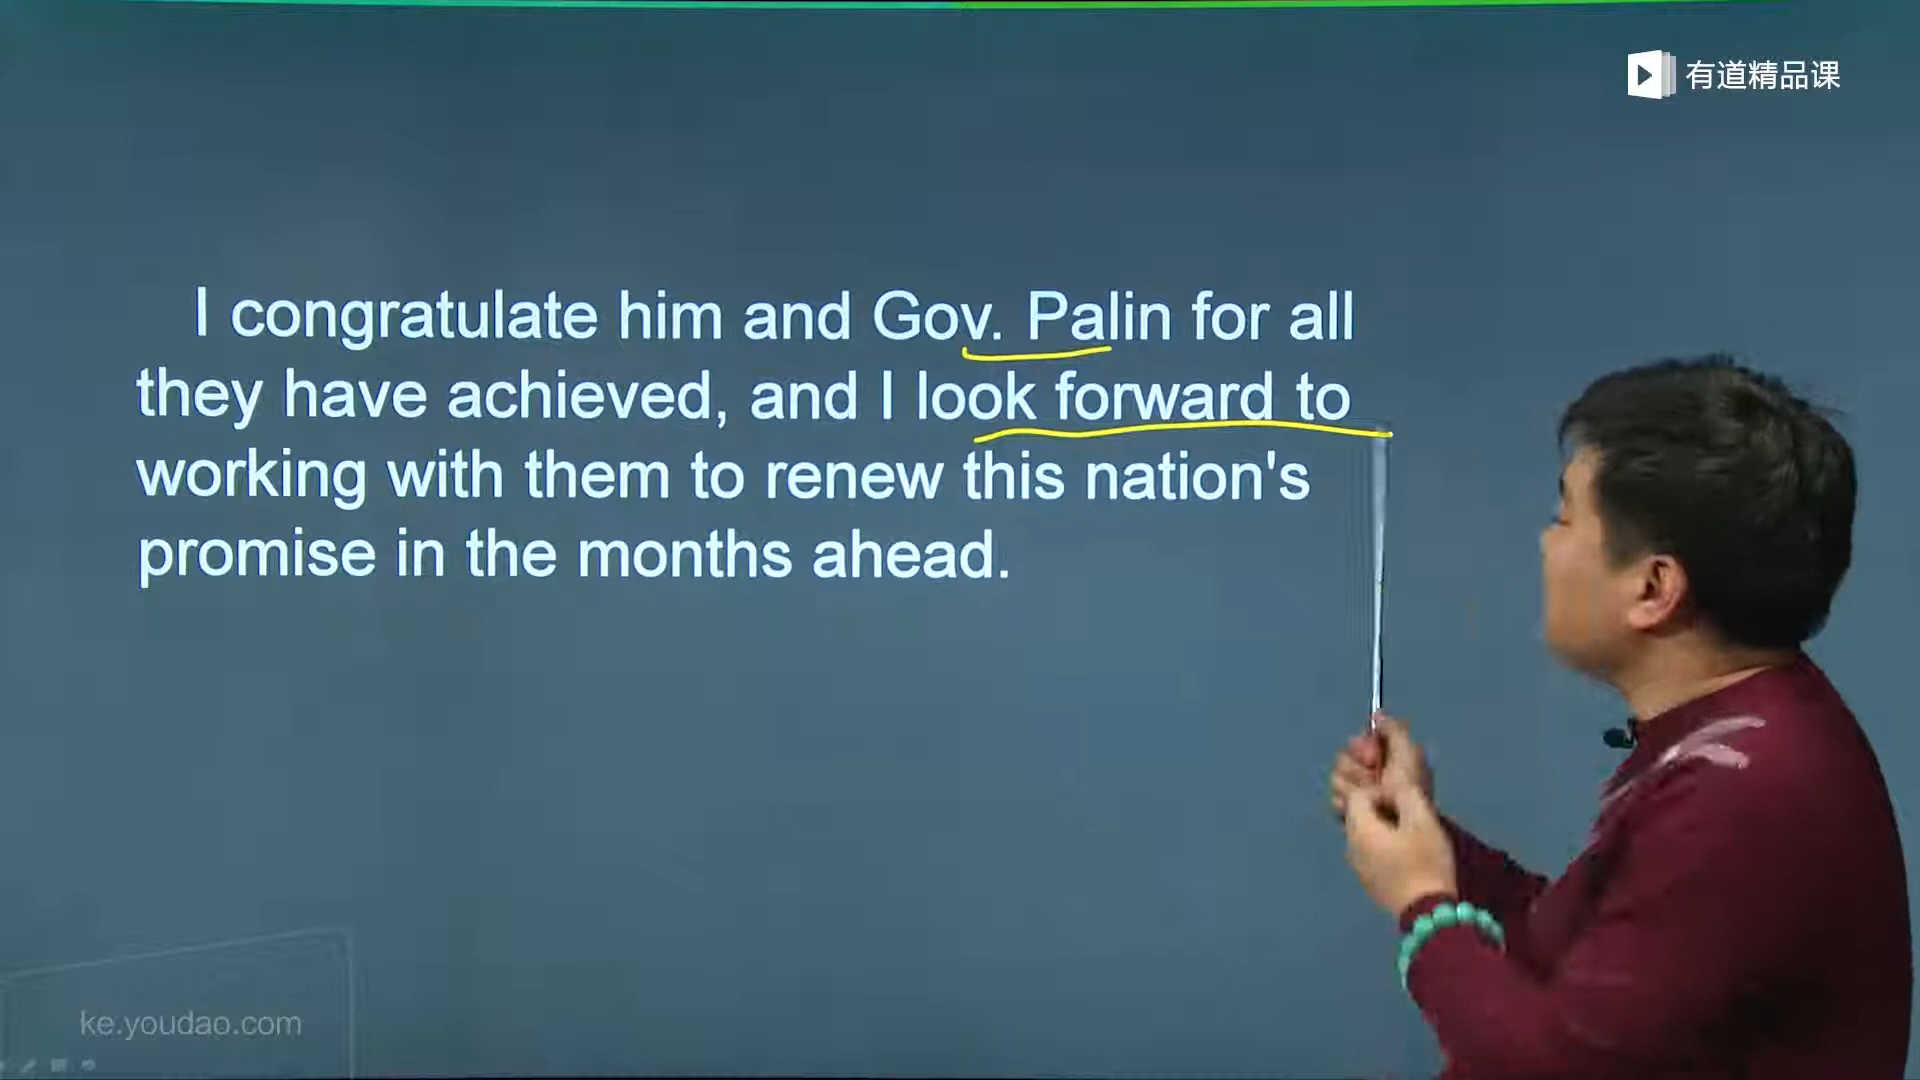 有道精品课
I congratulate him and Gov. Palin for all
they have achieved, and I look forward to
working with them to renew this nation's
promise in the months ahead.
ke.youdao.com